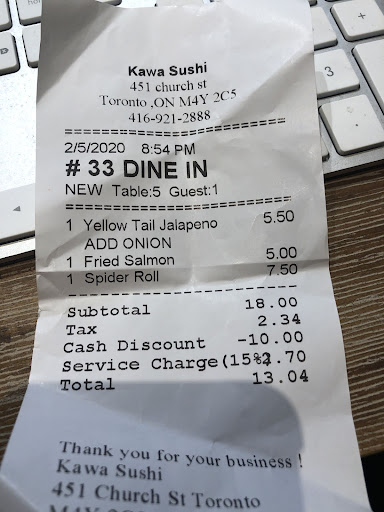 Kawa Sushi
451 church st
Toronto ,ON M4Y 2C5
416-921-2888
==============================
2/5/2020 8:54 PM
# 33 DINE IN
NEW Table:5 Guest:1
==============================
1 Yellow Tail Jalapeno 5.50
ADD ONION
1 Fried Salmon 5.00
1 Spider Roll 7.50
------------------------------
Subtotal 18.00
Tax 2.34
Cash Discount -10.00
Service Charge(15% 2.70
Total 13.04
Thank you for your business !
Kawa Sushi
451 Church St Toronto
3